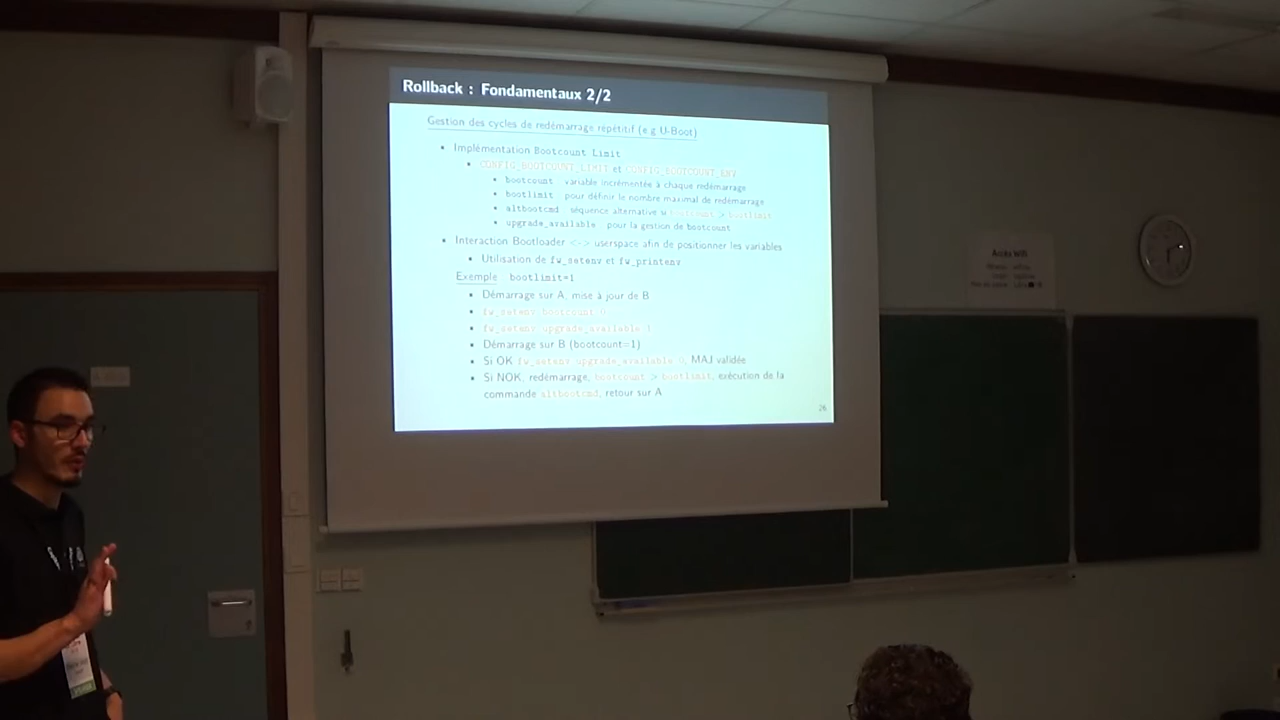 Rollback : Fondamentaux 2/2
Gestion des cycles de redémarrage répétitif (e g U-Boot)
Implémentation Bootcount Limit
CONFIG_BOOTCOUNT_LIMIT et CONFIG_BOOTCOUNT_ENV
bootcount variable incrémentée à chaque redémarrage
bootlimit pour définir le nombre maximal de redémarrage
altbootcmd séquence alternative si bootcount > bootlimit
upgrade_available pour la gestion de bootcount
Interaction Bootloader <-> userspace afin de positionner les variables
Utilisation de fw_setenv et fw_printenv
Exemple bootlimit=1
Démarrage sur A, mise à jour de B
fw_setenv bootcount 0
fw_setenv upgrade_available 1
Démarrage sur B (bootcount=1)
Si OK fw_setenv upgrade_available 0, MAJ validée
Si NOK, redémarrage, bootcount > bootlimit, exécution de la
commande altbootcmd, retour sur A
26
Accès Wifi